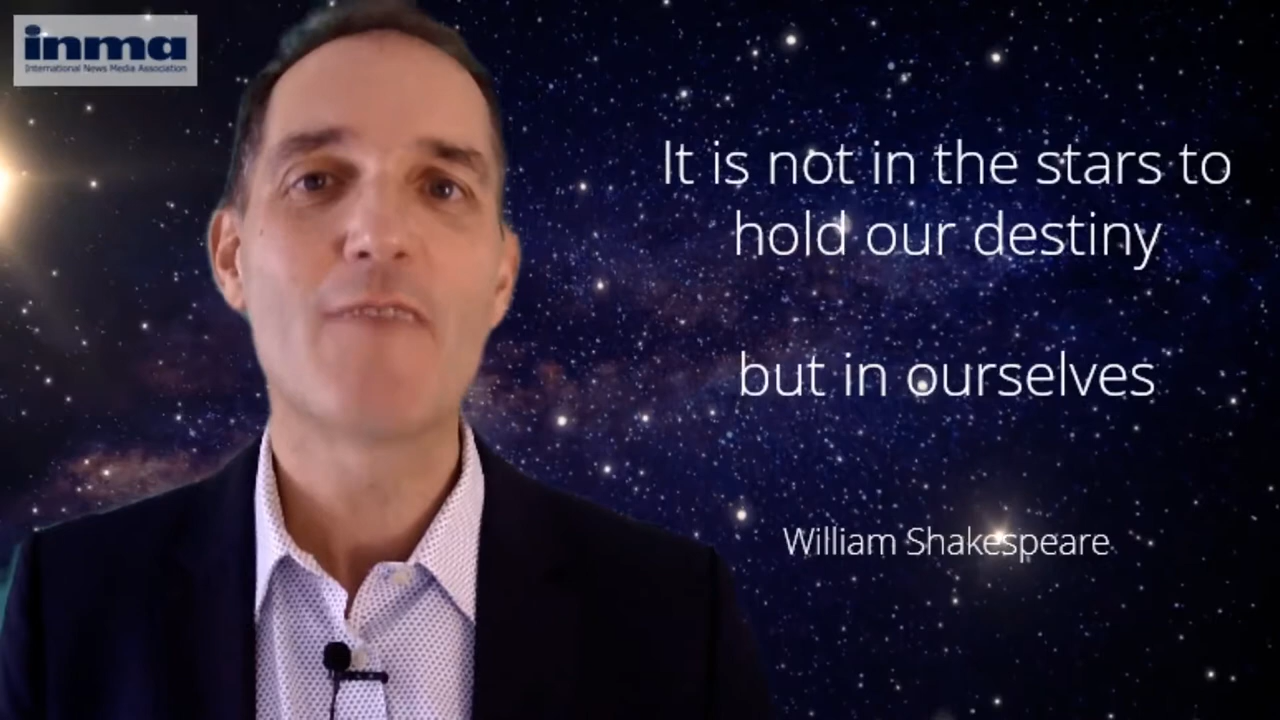 inma
International News Media Association
It is not in the stars to
hold our destiny
but in ourselves
William Shakespeare